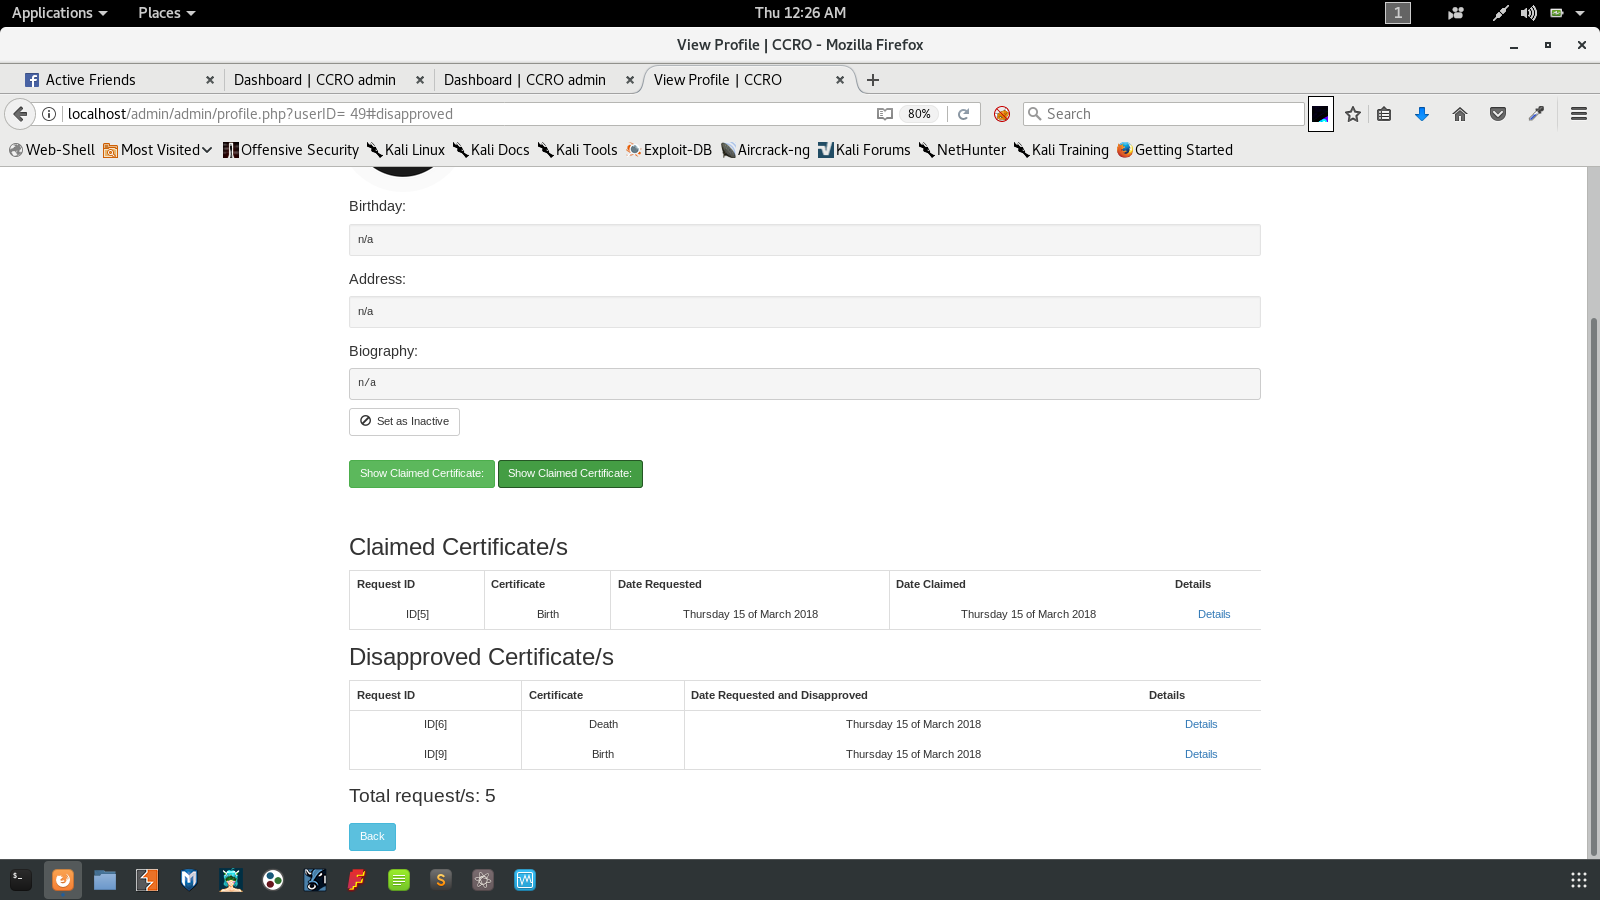 Applications Places Thu 12:26 AM 1
View Profile | CCRO - Mozilla Firefox
Active Friends Dashboard | CCRO admin Dashboard | CCRO admin View Profile | CCRO
localhost/admin/admin/profile.php?userID= 49#disapproved 80% Search
Web-Shell Most Visited Offensive Security Kali Linux Kali Docs Kali Tools Exploit-DB Aircrack-ng Kali Forums NetHunter Kali Training Getting Started
Birthday:
n/a
Address:
n/a
Biography:
n/a
Set as Inactive
Show Claimed Certificate: Show Claimed Certificate:
Claimed Certificate/s
Request ID Certificate Date Requested Date Claimed Details
ID[5] Birth Thursday 15 of March 2018 Thursday 15 of March 2018 Details
Disapproved Certificate/s
Request ID Certificate Date Requested and Disapproved Details
ID[6] Death Thursday 15 of March 2018 Details
ID[9] Birth Thursday 15 of March 2018 Details
Total request/s: 5
Back